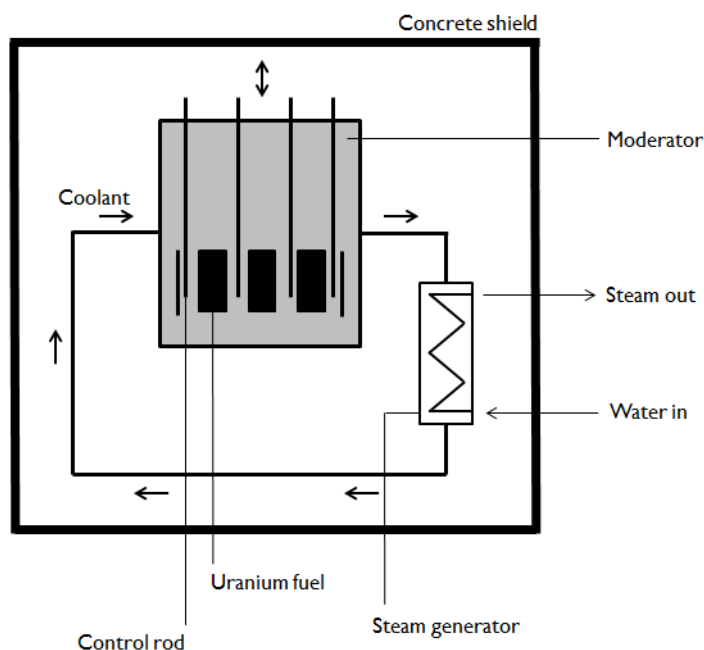 Concrete shield
Moderator
Coolant
Steam out
Water in
Uranium fuel
Steam generator
Control rod